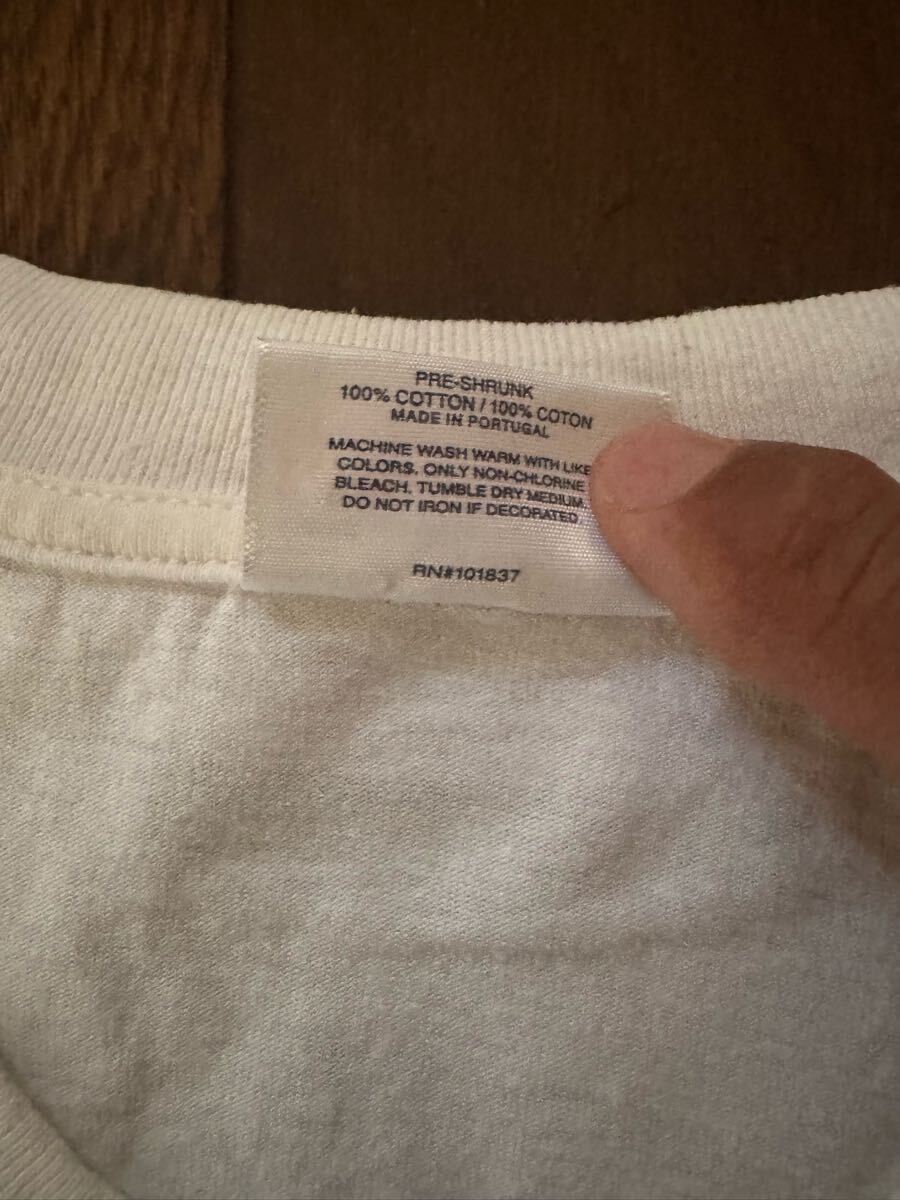 PRE-SHRUNK
100% COTTON / 100% COTON
MADE IN PORTUGAL
MACHINE WASH WARM WITH LIKE
COLORS. ONLY NON-CHLORINE
BLEACH. TUMBLE DRY MEDIUM.
DO NOT IRON IF DECORATED
RN#101837